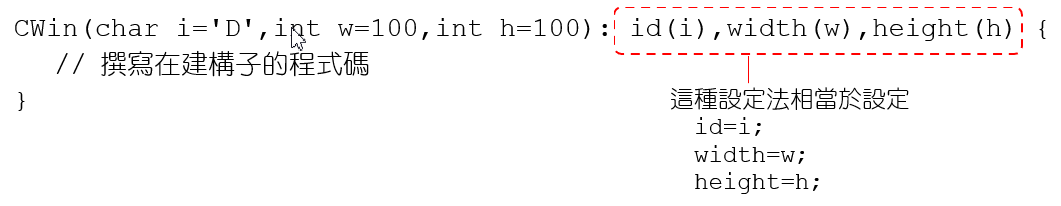 CWin(char i='D',int w=100,int h=100): id(i),width(w),height(h) {
// 撰寫在建構子的程式碼
}
這種設定法相當於設定
id=i;
width=w;
height=h;